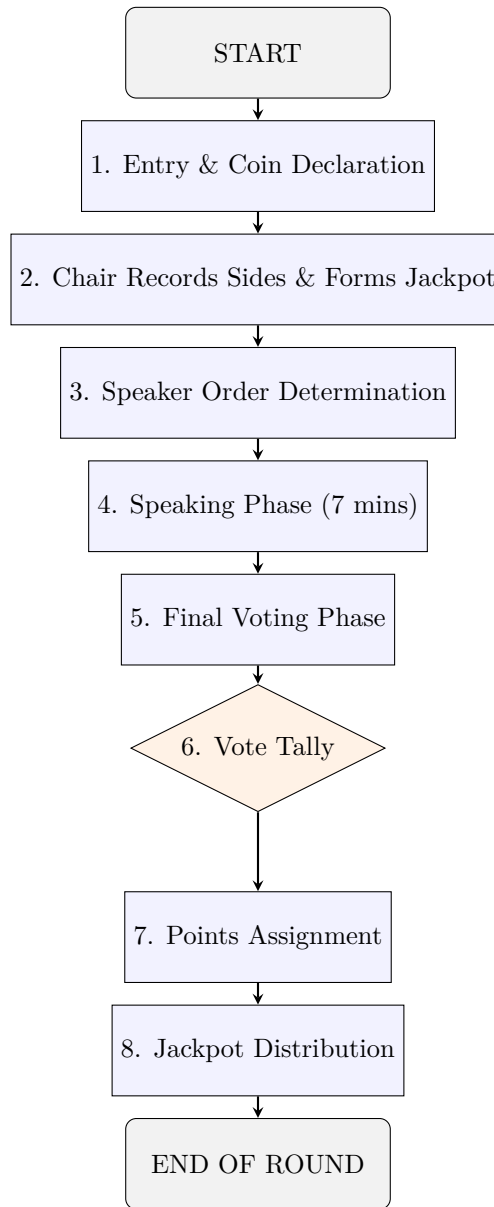 START
1. Entry & Coin Declaration
2. Chair Records Sides & Forms Jackpot
3. Speaker Order Determination
4. Speaking Phase (7 mins)
5. Final Voting Phase
6. Vote Tally
7. Points Assignment
8. Jackpot Distribution
END OF ROUND